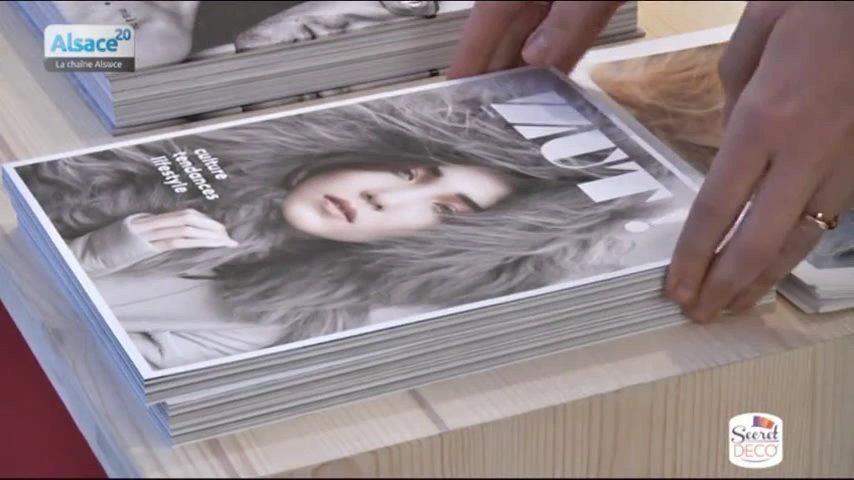 Alsace20
La chaîne Alsace
culture
tendances
lifestyle
Secret
DECO